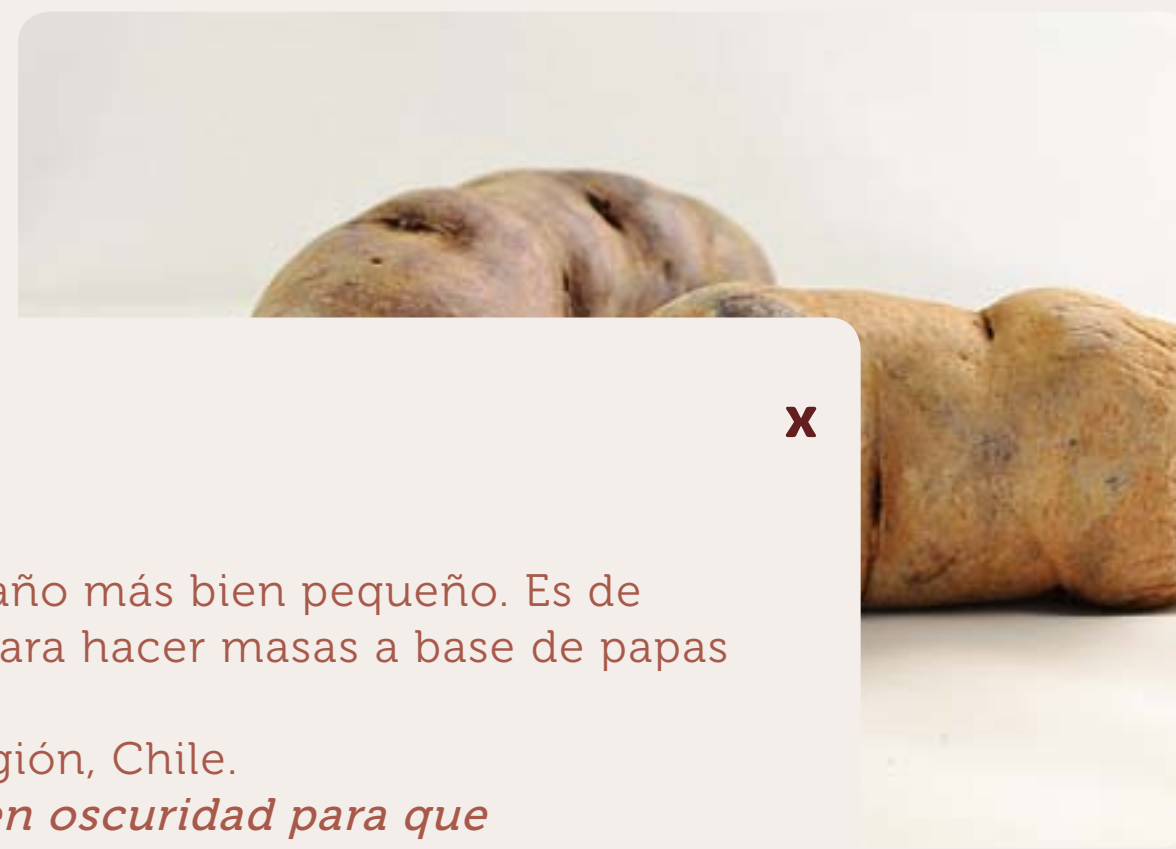 x
año más bien pequeño. Es de
ara hacer masas a base de papas
gión, Chile.
en oscuridad para que